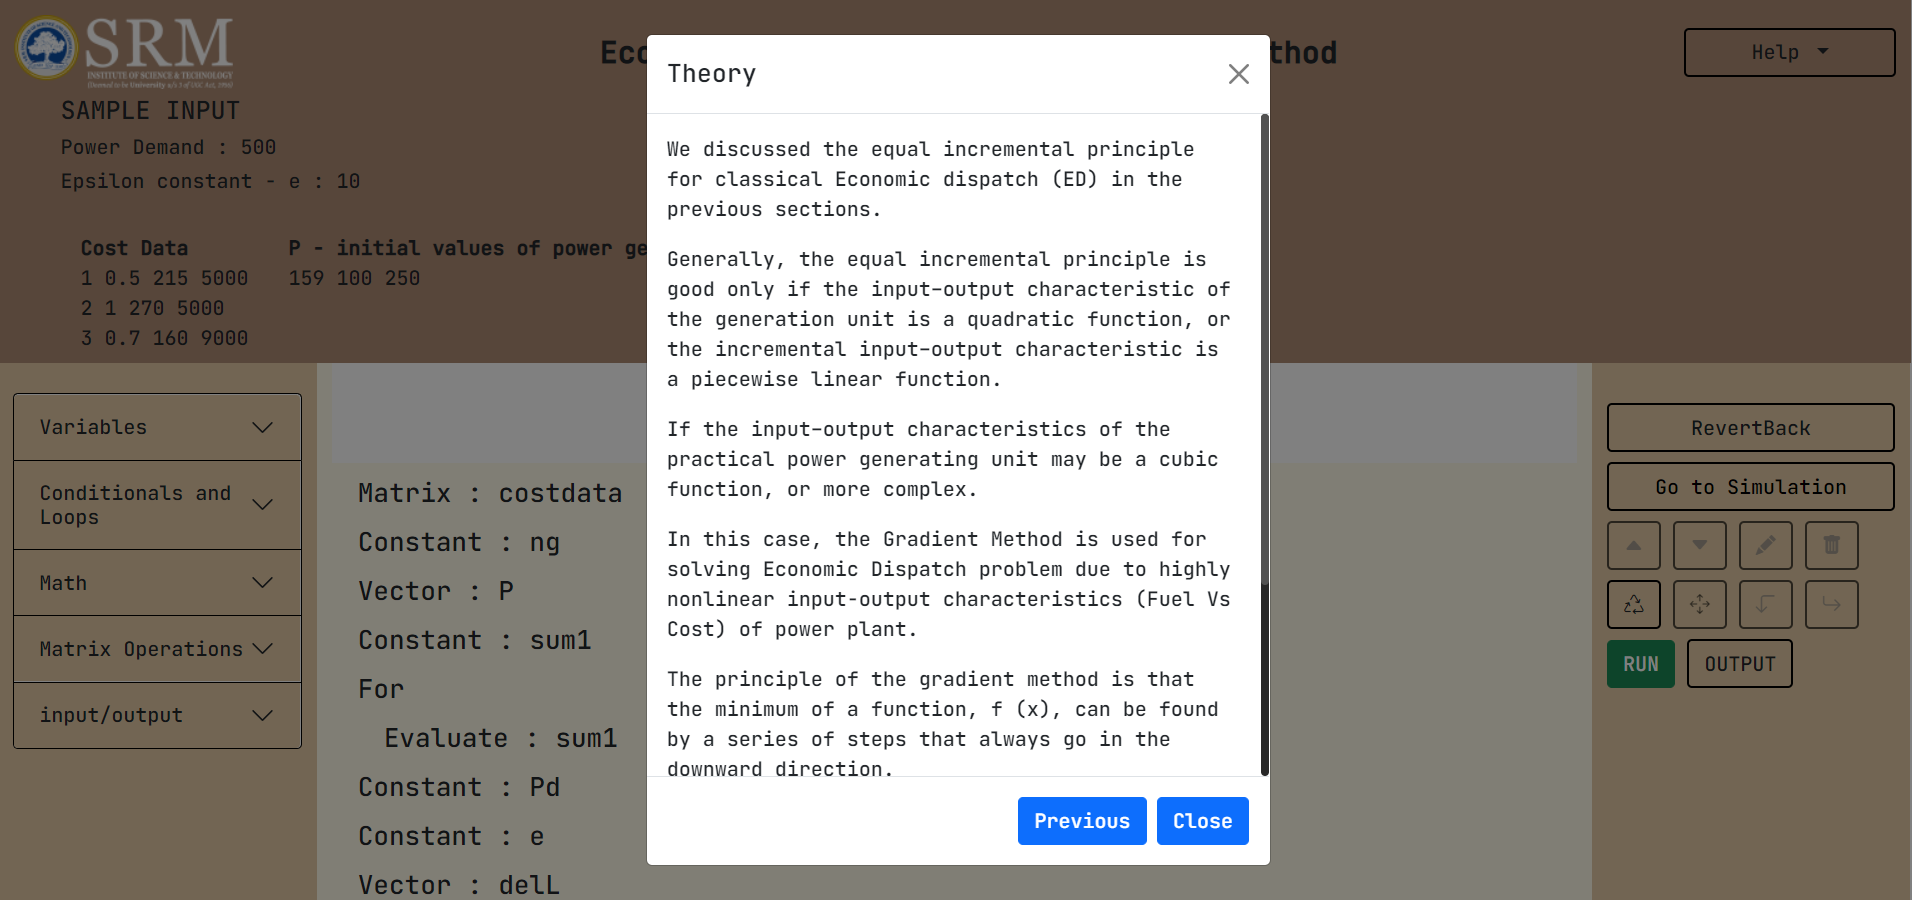 SRM
INSTITUTE OF SCIENCE & TECHNOLOGY
(Deemed to be University u/s 3 of UGC Act, 1956)
Help
SAMPLE INPUT
Power Demand : 500
Epsilon constant - e : 10
Cost Data
1 0.5 215 5000
2 1 270 5000
3 0.7 160 9000
P - initial values of power ge
159 100 250
Variables
Conditionals and
Loops
Math
Matrix Operations
input/output
Matrix : costdata
Constant : ng
Vector : P
Constant : sum1
For
Evaluate : sum1
Constant : Pd
Constant : e
Vector : delL
Theory
We discussed the equal incremental principle
for classical Economic dispatch (ED) in the
previous sections.
Generally, the equal incremental principle is
good only if the input-output characteristic of
the generation unit is a quadratic function, or
the incremental input-output characteristic is
a piecewise linear function.
If the input-output characteristics of the
practical power generating unit may be a cubic
function, or more complex.
In this case, the Gradient Method is used for
solving Economic Dispatch problem due to highly
nonlinear input-output characteristics (Fuel Vs
Cost) of power plant.
The principle of the gradient method is that
the minimum of a function, f (x), can be found
by a series of steps that always go in the
downward direction.
Previous
Close
RevertBack
Go to Simulation
RUN
OUTPUT